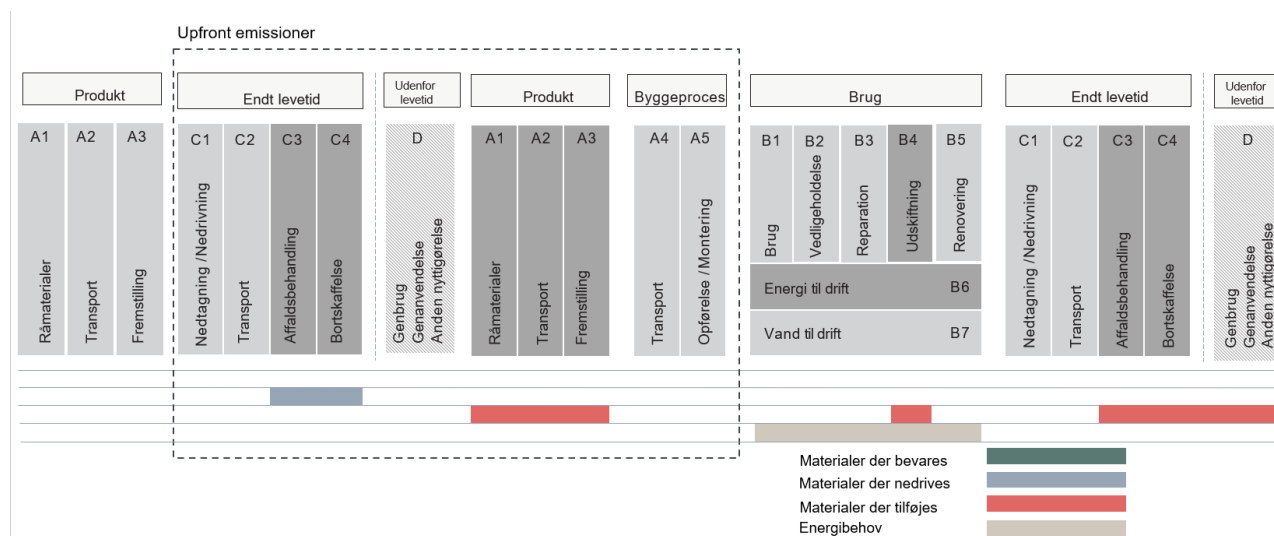 Upfront emissioner
Produkt
Endt levetid
Udenfor
levetid
Produkt
Byggeproces
Brug
Endt levetid
Udenfor
levetid
A1
A2
A3
C1
C2
C3
C4
D
A1
A2
A3
A4
A5
B1
B2
B3
B4
B5
C1
C2
C3
C4
D
Råmaterialer
Transport
Fremstilling
Nedtagning / Nedrivning
Transport
Affaldsbehandling
Bortskaffelse
Genbrug
Genanvendelse
Anden nyttigørelse
Råmaterialer
Transport
Fremstilling
Transport
Opførelse / Montering
Brug
Vedligeholdelse
Reparation
Udskiftning
Renovering
Energi til drift B6
Vand til drift B7
Nedtagning / Nedrivning
Transport
Affaldsbehandling
Bortskaffelse
Genbrug
Genanvendelse
Anden nyttigørelse
Materialer der bevares
Materialer der nedrives
Materialer der tilføjes
Energibehov